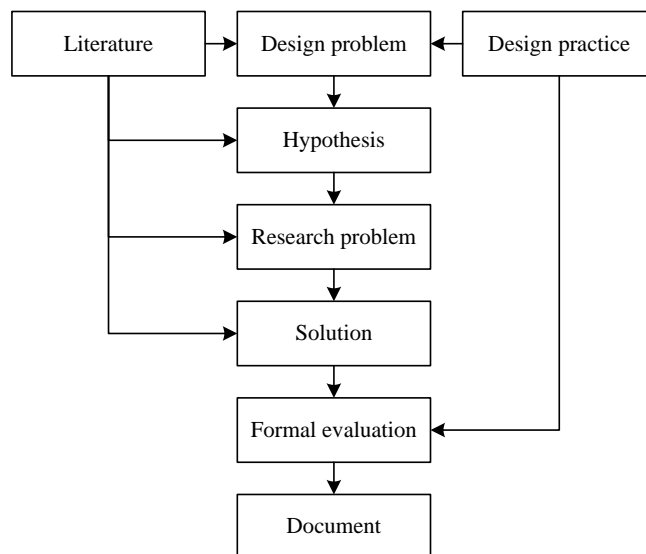 Literature
Design problem
Design practice
Hypothesis
Research problem
Solution
Formal evaluation
Document